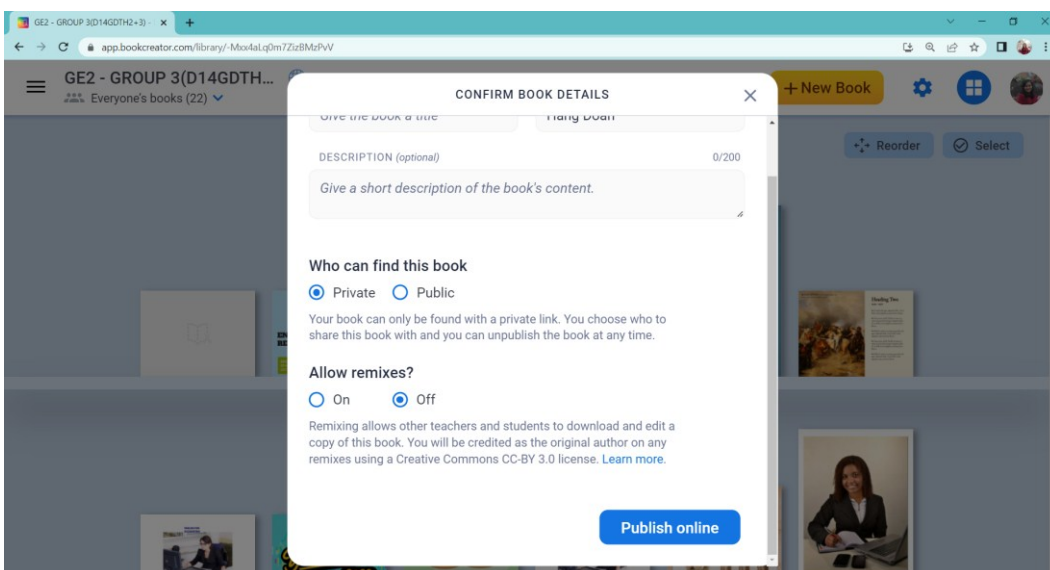 GE2 - GROUP 3(D14GDTH2+3) -
app.bookcreator.com/library/-Mxx4aLq0m7ZizBMzPvV
GE2 - GROUP 3(D14GDTH...
Everyone's books (22)
+ New Book
CONFIRM BOOK DETAILS
Reorder
Select
Give the book a title
Hang Doan
DESCRIPTION (optional)
0/200
Give a short description of the book's content.
Who can find this book
Private
Public
Your book can only be found with a private link. You choose who to
share this book with and you can unpublish the book at any time.
Allow remixes?
On
Off
Remixing allows other teachers and students to download and edit a
copy of this book. You will be credited as the original author on any
remixes using a Creative Commons CC-BY 3.0 license. Learn more.
Publish online